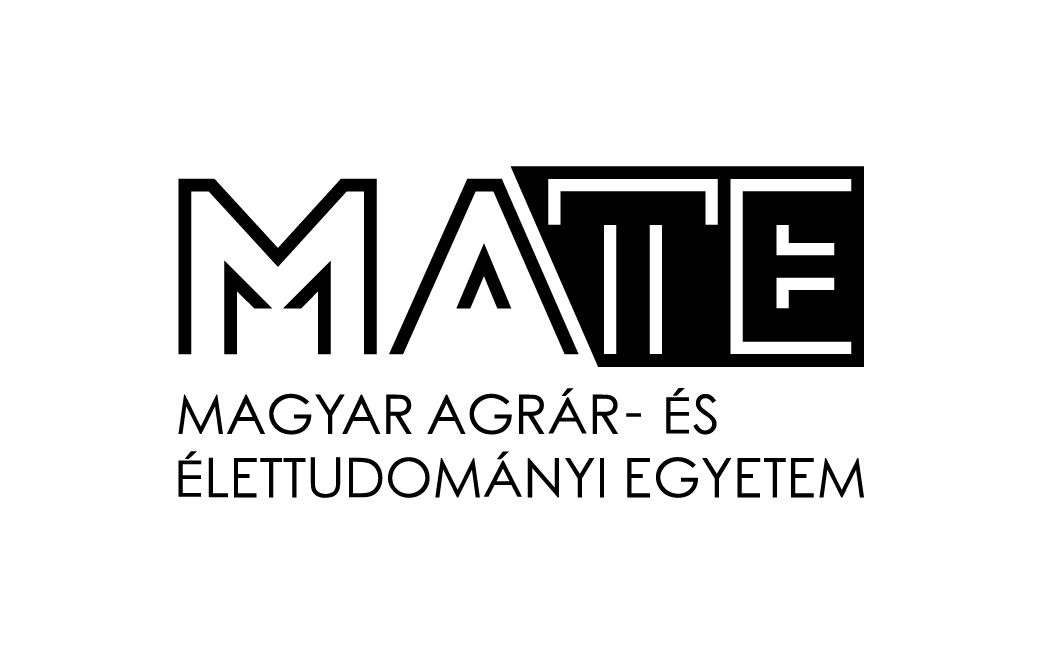 MATE
MAGYAR AGRÁR- ÉS
ÉLETTUDOMÁNYI EGYETEM